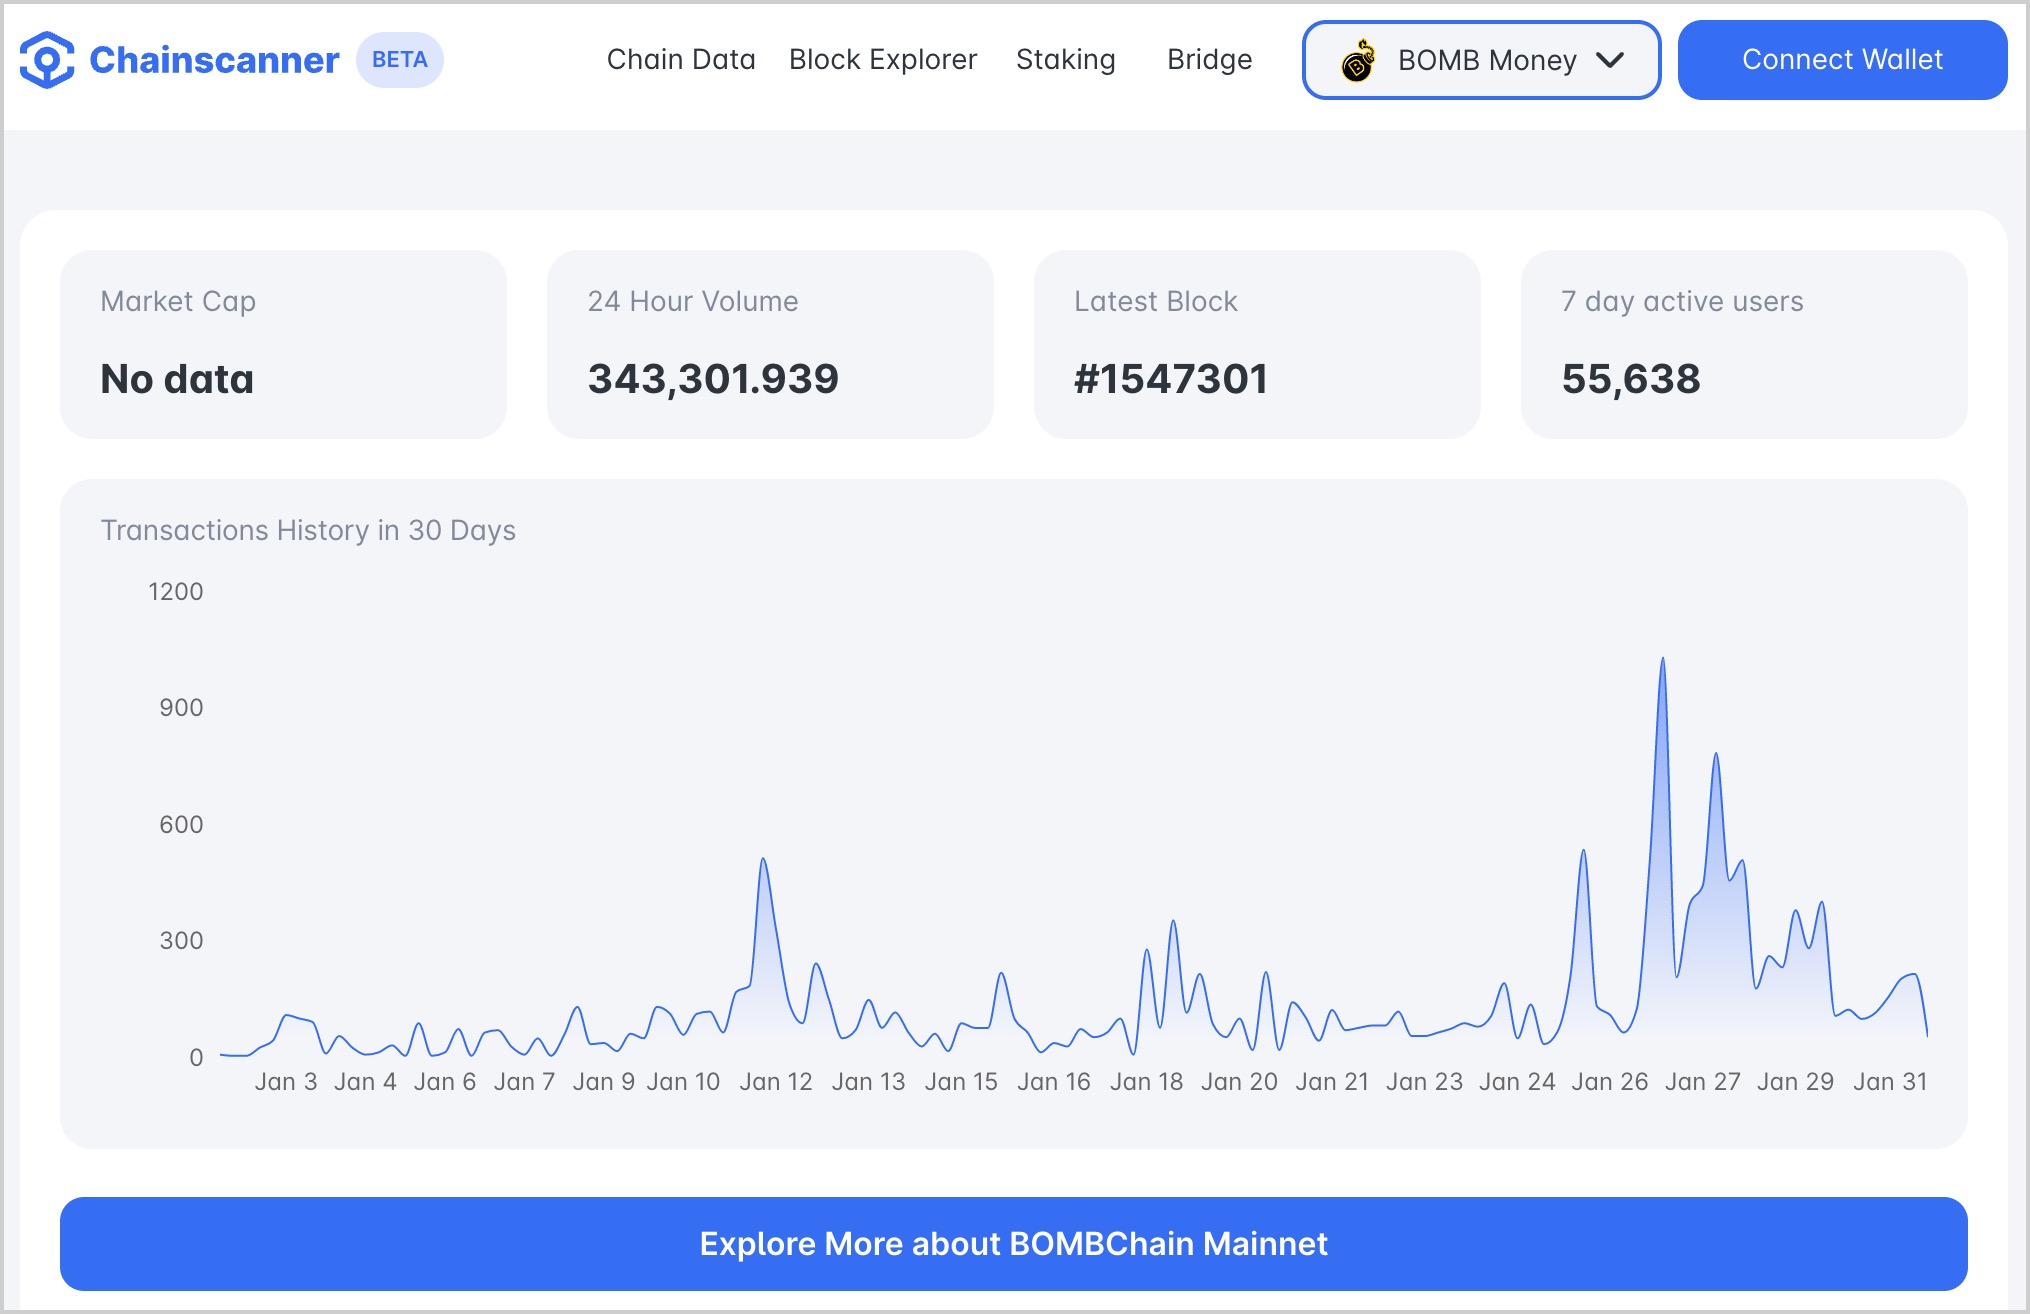 Chainscanner BETA Chain Data Block Explorer Staking Bridge BOMB Money Connect Wallet
Market Cap 24 Hour Volume Latest Block 7 day active users
No data 343,301.939 #1547301 55,638
Transactions History in 30 Days
1200
900
600
300
0
Jan 3 Jan 4 Jan 6 Jan 7 Jan 9 Jan 10 Jan 12 Jan 13 Jan 15 Jan 16 Jan 18 Jan 20 Jan 21 Jan 23 Jan 24 Jan 26 Jan 27 Jan 29 Jan 31
Explore More about BOMBChain Mainnet